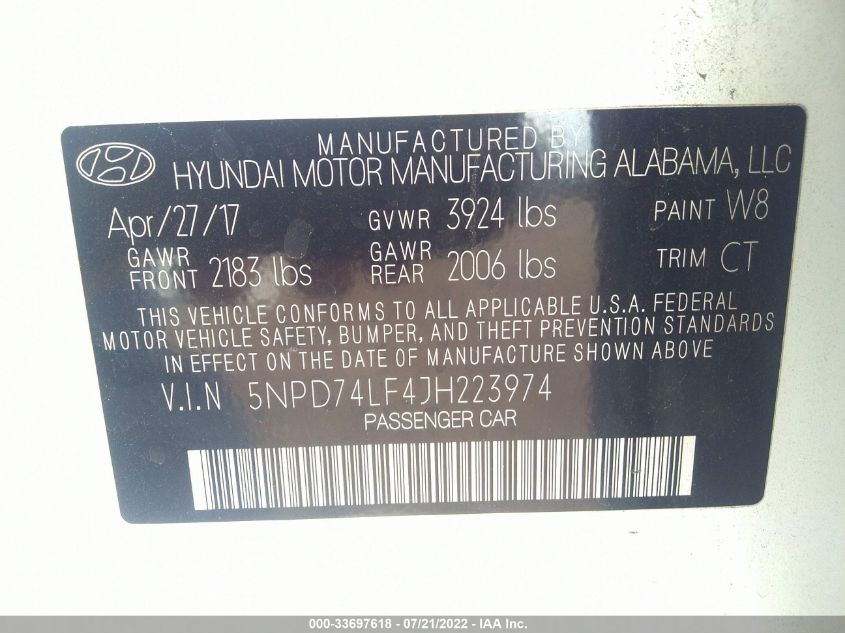 MANUFACTURED BY
HYUNDAI MOTOR MANUFACTURING ALABAMA, LLC
Apr/27/17 GVWR 3924 lbs PAINT W8
GAWR FRONT 2183 lbs GAWR REAR 2006 lbs TRIM CT
THIS VEHICLE CONFORMS TO ALL APPLICABLE U.S.A. FEDERAL
MOTOR VEHICLE SAFETY, BUMPER, AND THEFT PREVENTION STANDARDS
IN EFFECT ON THE DATE OF MANUFACTURE SHOWN ABOVE
V.I.N 5NPD74LF4JH223974
PASSENGER CAR
000-33697618 - 07/21/2022 - IAA Inc.